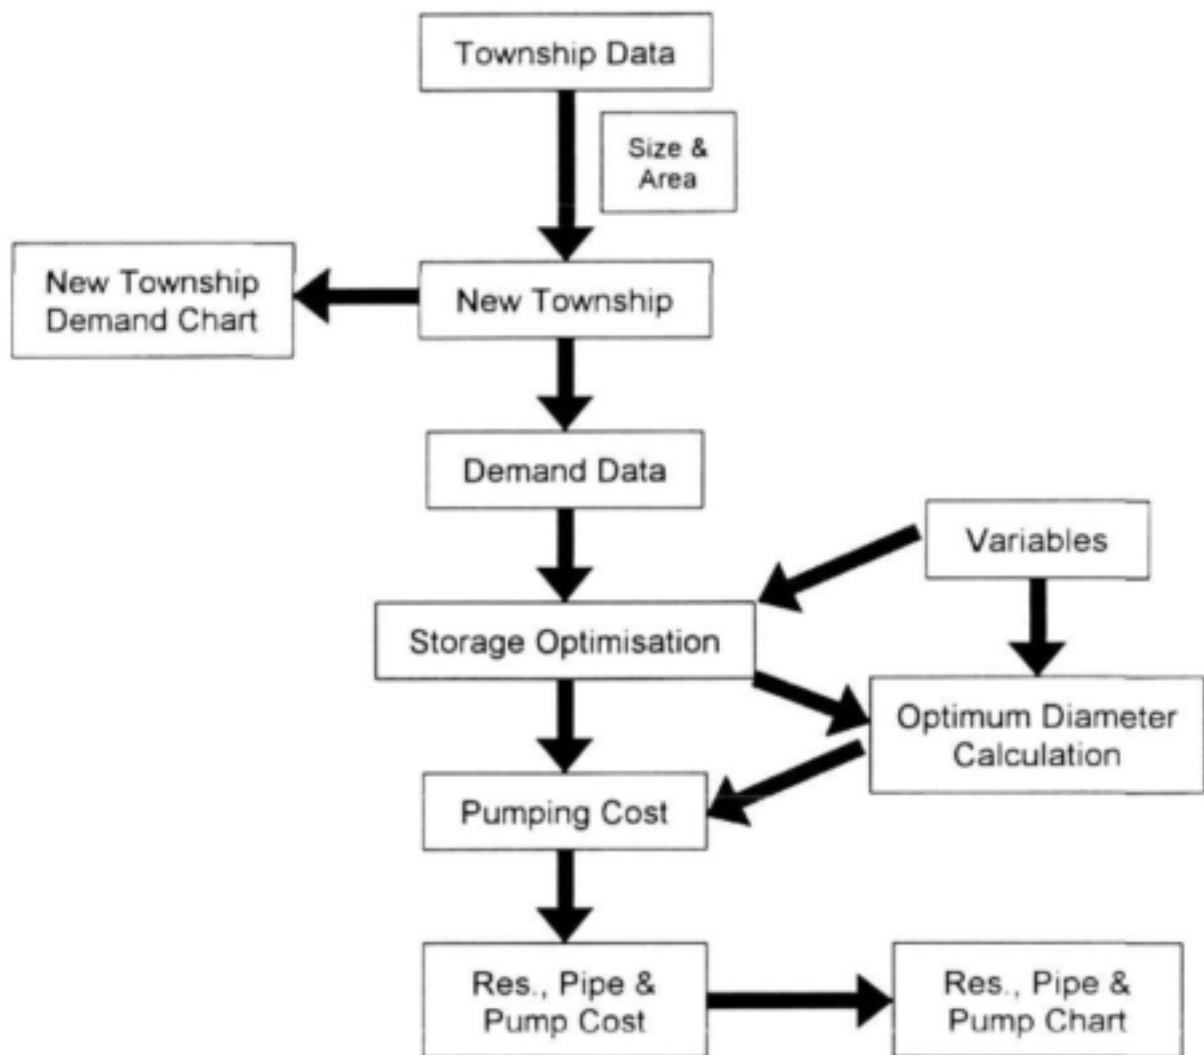 Township Data
Size &
Area
New Township
Demand Chart
New Township
Demand Data
Variables
Storage Optimisation
Optimum Diameter
Calculation
Pumping Cost
Res., Pipe &
Pump Cost
Res., Pipe &
Pump Chart